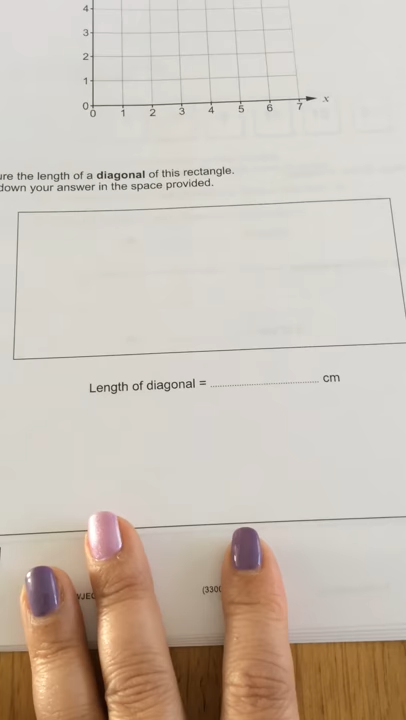 4
3
2
1
0
0 1 2 3 4 5 6 7 x
the length of a diagonal of this rectangle.
down your answer in the space provided.
Length of diagonal = cm
(330